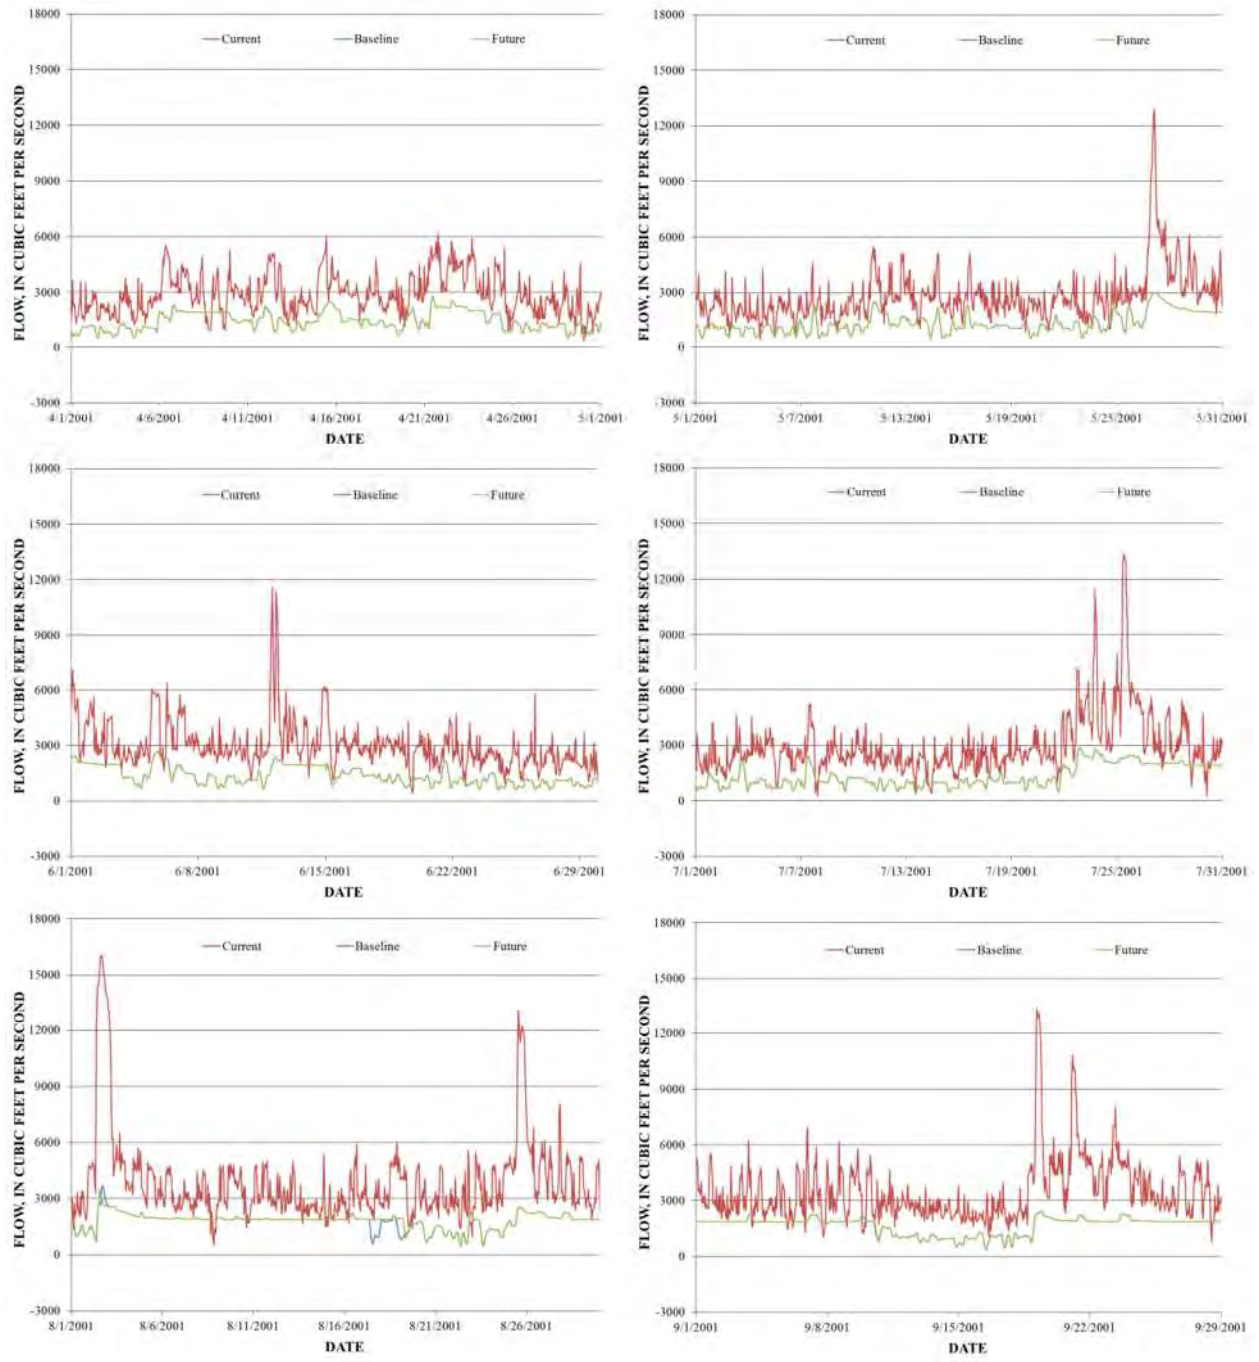 18000
Current Baseline Future
15000
12000
9000
6000
3000
0
-3000
FLOW, IN CUBIC FEET PER SECOND
4/1/2001 4/6/2001 4/11/2001 4/16/2001 4/21/2001 4/26/2001 5/1/2001
DATE
18000
Current Baseline Future
15000
12000
9000
6000
3000
0
-3000
FLOW, IN CUBIC FEET PER SECOND
5/1/2001 5/7/2001 5/13/2001 5/19/2001 5/25/2001 5/31/2001
DATE
18000
Current Baseline Future
15000
12000
9000
6000
3000
0
-3000
FLOW, IN CUBIC FEET PER SECOND
6/1/2001 6/8/2001 6/15/2001 6/22/2001 6/29/2001
DATE
18000
Current Baseline Future
15000
12000
9000
6000
3000
0
-3000
FLOW, IN CUBIC FEET PER SECOND
7/1/2001 7/7/2001 7/13/2001 7/19/2001 7/25/2001 7/31/2001
DATE
18000
Current Baseline Future
15000
12000
9000
6000
3000
0
-3000
FLOW, IN CUBIC FEET PER SECOND
8/1/2001 8/6/2001 8/11/2001 8/16/2001 8/21/2001 8/26/2001
DATE
18000
Current Baseline Future
15000
12000
9000
6000
3000
0
-3000
FLOW, IN CUBIC FEET PER SECOND
9/1/2001 9/8/2001 9/15/2001 9/22/2001 9/29/2001
DATE